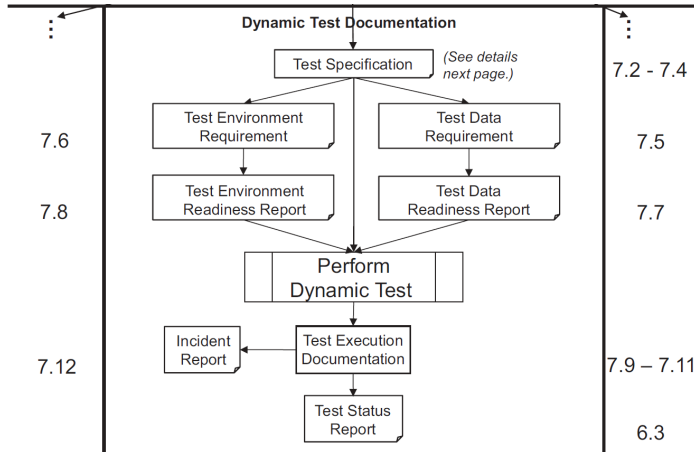 Dynamic Test Documentation
⋮
⋮
Test Specification
(See details
next page.)
7.2 - 7.4
Test Environment
Requirement
Test Data
Requirement
7.6
7.5
Test Environment
Readiness Report
Test Data
Readiness Report
7.8
7.7
Perform
Dynamic Test
Incident
Report
Test Execution
Documentation
7.12
7.9 – 7.11
Test Status
Report
6.3